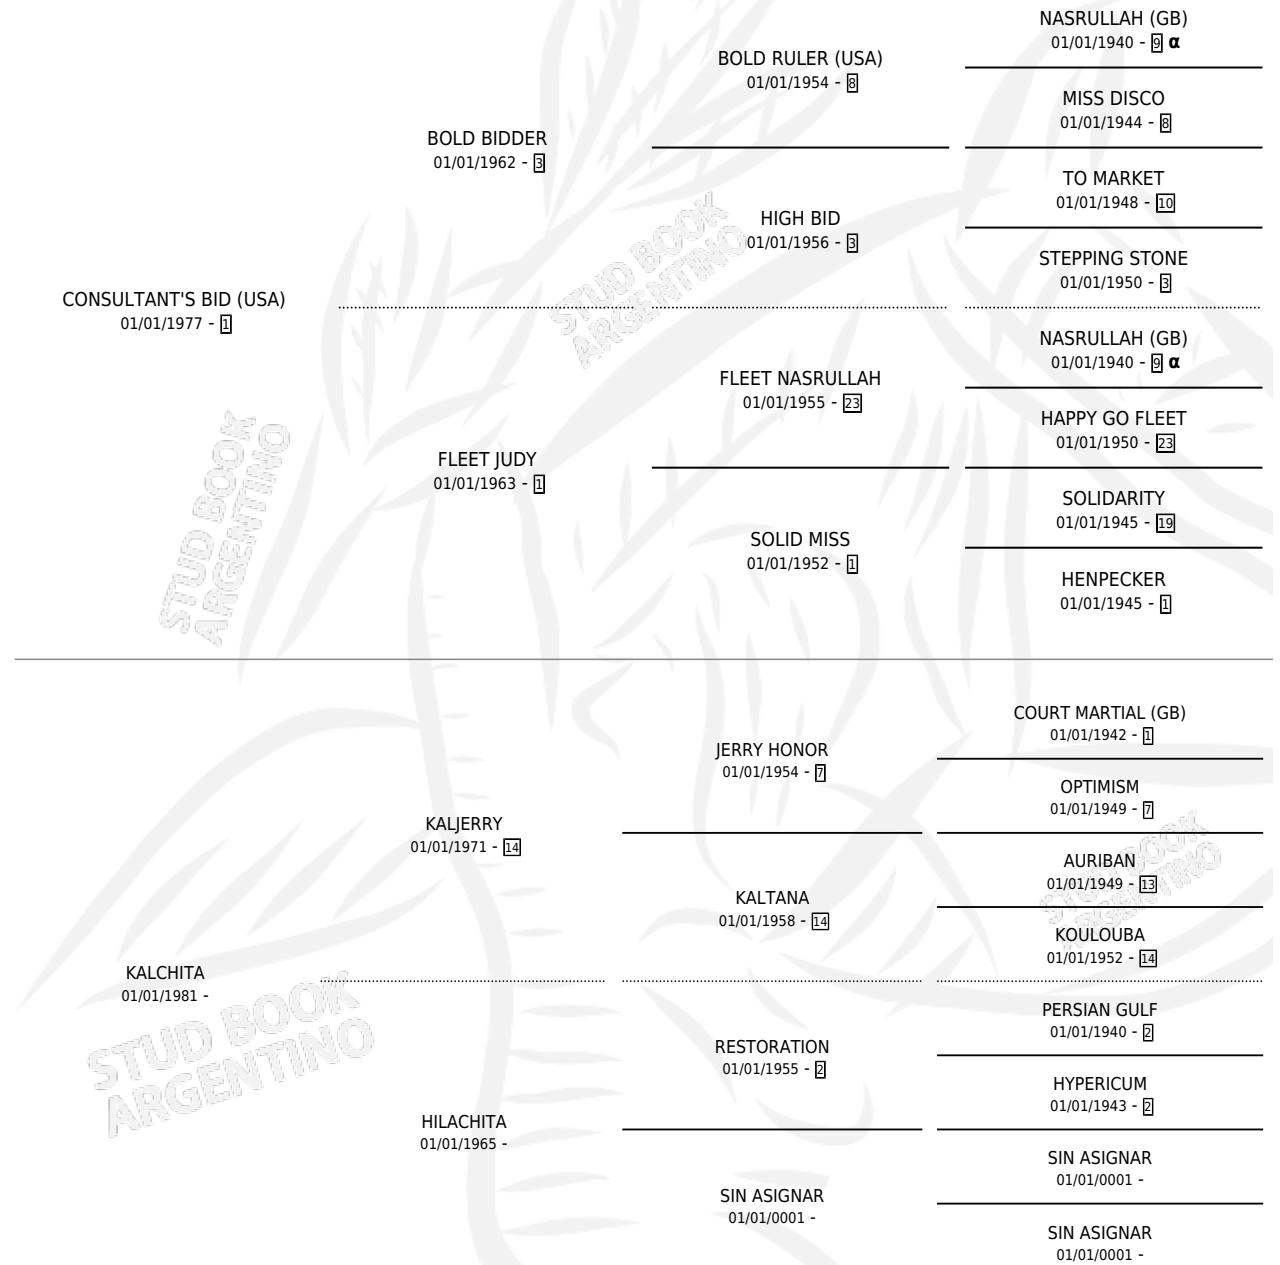 NASRULLAH (GB)
01/01/1940 - 9 α
BOLD RULER (USA)
01/01/1954 - 8
MISS DISCO
01/01/1944 - 8
BOLD BIDDER
01/01/1962 - 3
TO MARKET
01/01/1948 - 10
HIGH BID
01/01/1956 - 3
STEPPING STONE
01/01/1950 - 3
CONSULTANT'S BID (USA)
01/01/1977 - 1
NASRULLAH (GB)
01/01/1940 - 9 α
FLEET NASRULLAH
01/01/1955 - 23
HAPPY GO FLEET
01/01/1950 - 23
FLEET JUDY
01/01/1963 - 1
SOLIDARITY
01/01/1945 - 19
SOLID MISS
01/01/1952 - 1
HENPECKER
01/01/1945 - 1
COURT MARTIAL (GB)
01/01/1942 - 1
JERRY HONOR
01/01/1954 - 7
OPTIMISM
01/01/1949 - 7
KALJERRY
01/01/1971 - 14
AURIBAN
01/01/1949 - 13
KALTANA
01/01/1958 - 14
KOULOUBA
01/01/1952 - 14
KALCHITA
01/01/1981 -
PERSIAN GULF
01/01/1940 - 2
RESTORATION
01/01/1955 - 2
HYPERICUM
01/01/1943 - 2
HILACHITA
01/01/1965 -
SIN ASIGNAR
01/01/0001 -
SIN ASIGNAR
01/01/0001 -
SIN ASIGNAR
01/01/0001 -
STUD BOOK
ARGENTINO
STUD BOOK
ARGENTINO
STUD BOOK
ARGENTINO
STUD BOOK
ARGENTINO